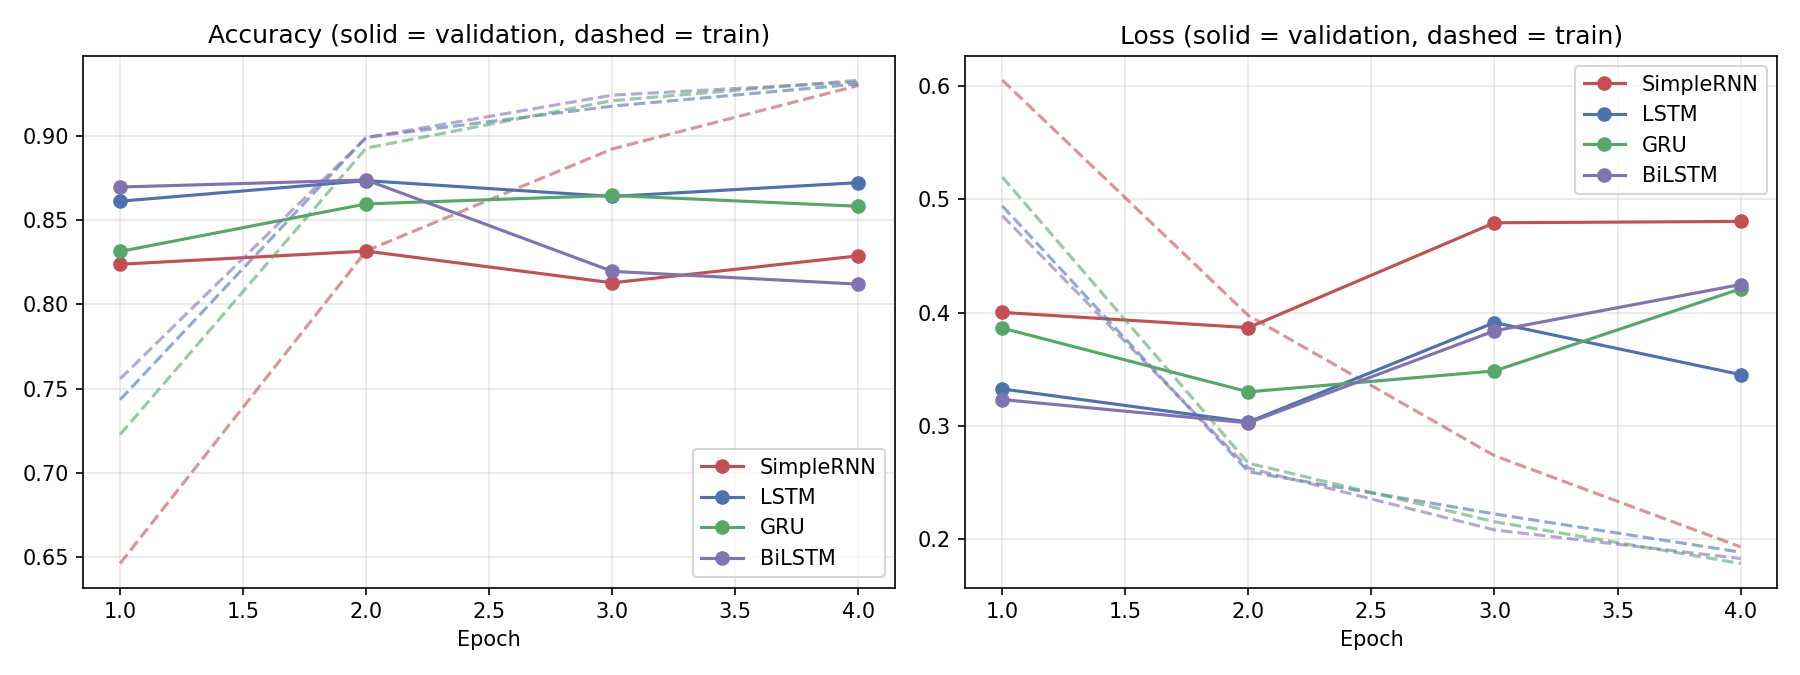 Accuracy (solid = validation, dashed = train)
0.90
0.85
0.80
0.75
0.70
0.65
SimpleRNN
LSTM
GRU
BiLSTM
1.0 1.5 2.0 2.5 3.0 3.5 4.0
Epoch
Loss (solid = validation, dashed = train)
0.6
0.5
0.4
0.3
0.2
SimpleRNN
LSTM
GRU
BiLSTM
1.0 1.5 2.0 2.5 3.0 3.5 4.0
Epoch